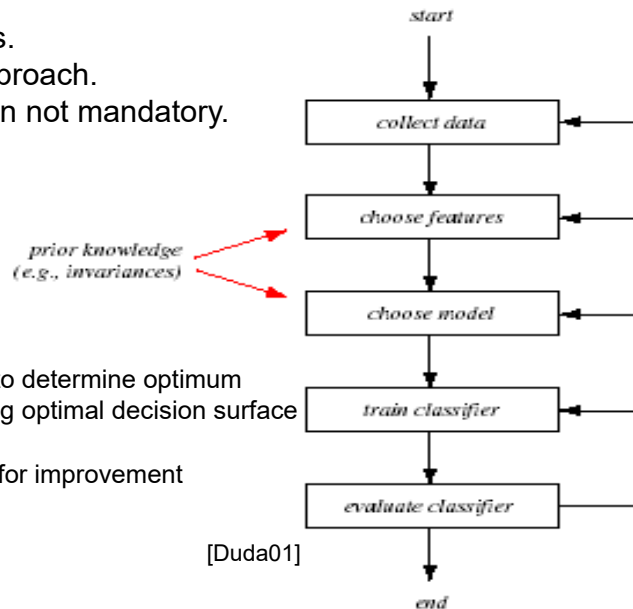 start
s.
proach.
n not mandatory.
collect data
choose features
prior knowledge
(e.g., invariances)
choose model
to determine optimum
g optimal decision surface
train classifier
for improvement
evaluate classifier
[Duda01]
end